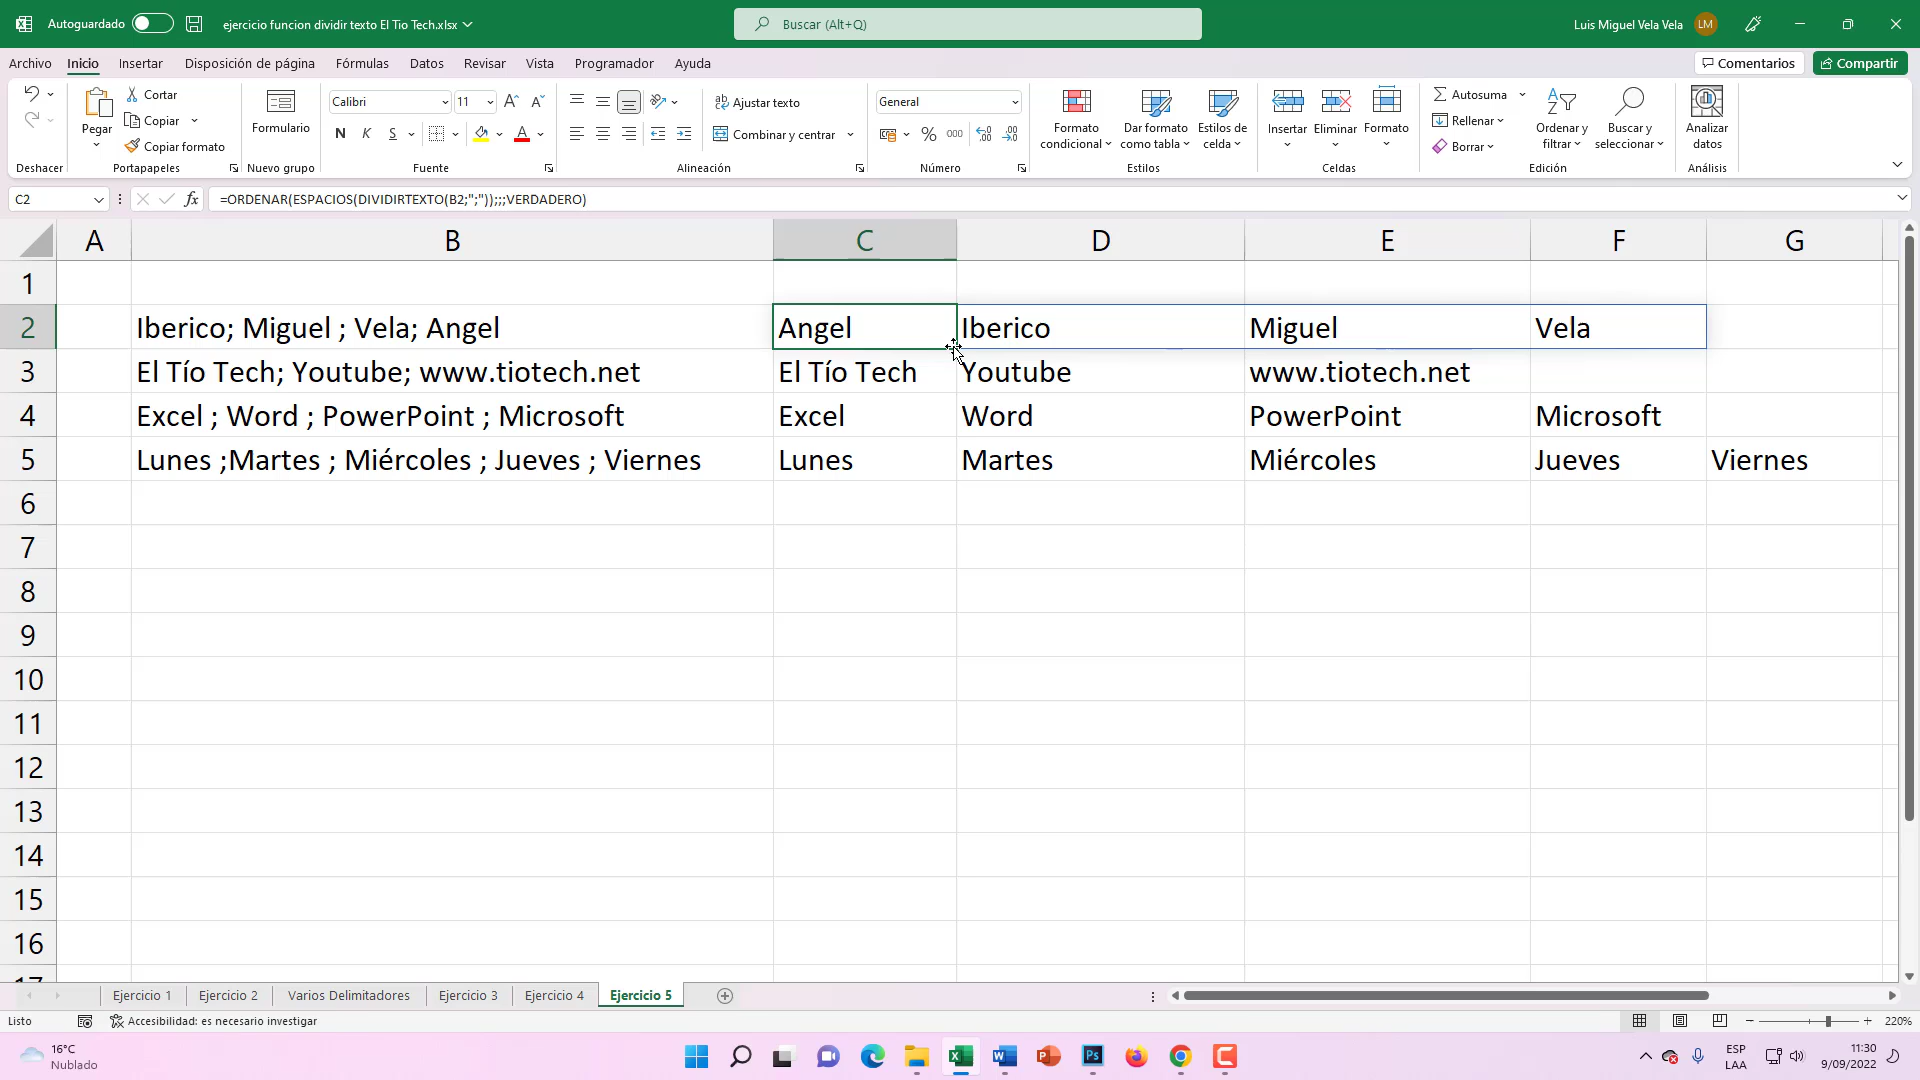 Autoguardado
ejercicio funcion dividir texto El Tio Tech.xlsx
Buscar (Alt+Q)
Luis Miguel Vela Vela
LM
Archivo Inicio Insertar Disposición de página Fórmulas Datos Revisar Vista Programador Ayuda
Comentarios
Compartir
Pegar
Cortar
Copiar
Copiar formato
Formulario
Calibri
11
N K S
Ajustar texto
Combinar y centrar
General
% 000
Formato condicional
Dar formato como tabla
Estilos de celda
Insertar
Eliminar
Formato
Autosuma
Rellenar
Borrar
Ordenar y filtrar
Buscar y seleccionar
Analizar datos
Deshacer
Portapapeles
Nuevo grupo
Fuente
Alineación
Número
Estilos
Celdas
Edición
Análisis
C2
fx
=ORDENAR(ESPACIOS(DIVIDIRTEXTO(B2;";"));;;VERDADERO)
A B C D E F G
1
2 Iberico; Miguel ; Vela; Angel Angel Iberico Miguel Vela
3 El Tío Tech; Youtube; www.tiotech.net El Tío Tech Youtube www.tiotech.net
4 Excel ; Word ; PowerPoint ; Microsoft Excel Word PowerPoint Microsoft
5 Lunes ;Martes ; Miércoles ; Jueves ; Viernes Lunes Martes Miércoles Jueves Viernes
6
7
8
9
10
11
12
13
14
15
16
17
Ejercicio 1 Ejercicio 2 Varios Delimitadores Ejercicio 3 Ejercicio 4 Ejercicio 5
Listo
Accesibilidad: es necesario investigar
220%
16°C
Nublado
ESP
LAA
11:30
9/09/2022